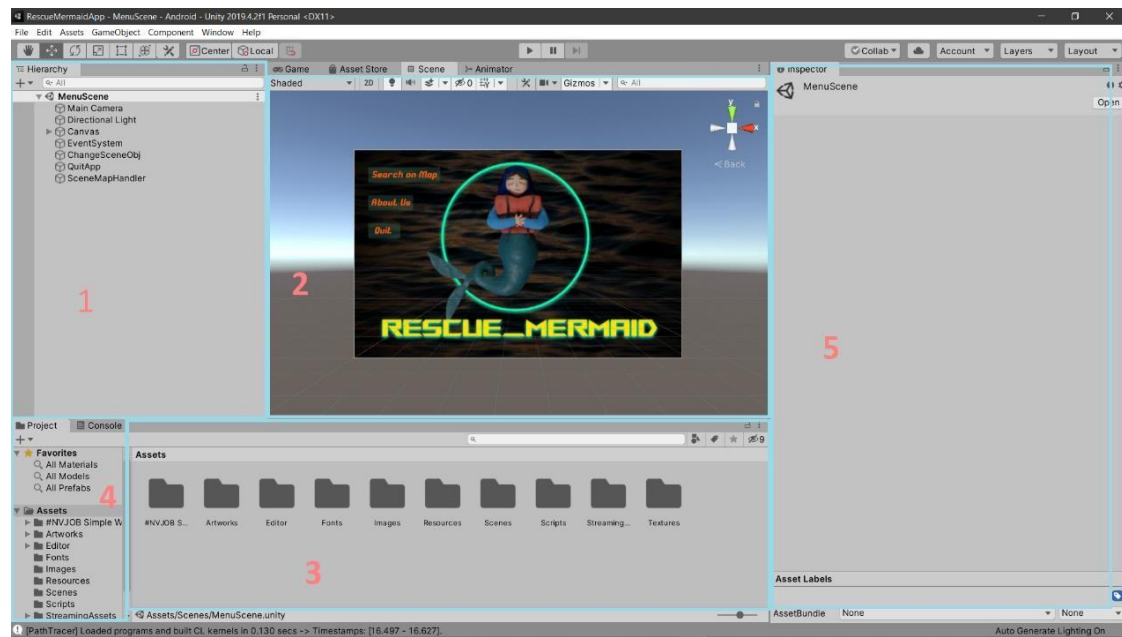 RescueMermaidApp - MenuScene - Android - Unity 2019.4.2f1 Personal <DX11>
File Edit Assets GameObject Component Window Help
Center Local
Collab Account Layers Layout
Hierarchy
All
MenuScene
Main Camera
Directional Light
Canvas
EventSystem
ChangeSceneObj
QuitApp
SceneMapHandler
1
Game Asset Store Scene Animator
Shaded 2D 0 Gizmos All
y
x
Back
Search on Map
About Us
Quit
RESCUE_MERMAID
2
Inspector
MenuScene
Open
5
Asset Labels
AssetBundle None None
Project Console
9
Favorites
All Materials
All Models
All Prefabs
Assets
#NVJOB Simple W
Artworks
Editor
Fonts
Images
Resources
Scenes
Scripts
StreamingAssets
4
Assets
#NVJOB S... Artworks Editor Fonts Images Resources Scenes Scripts Streaming... Textures
3
Assets/Scenes/MenuScene.unity
[PathTracer] Loaded programs and built CL kernels in 0.130 secs -> Timestamps: [16.497 - 16.627].
Auto Generate Lighting On